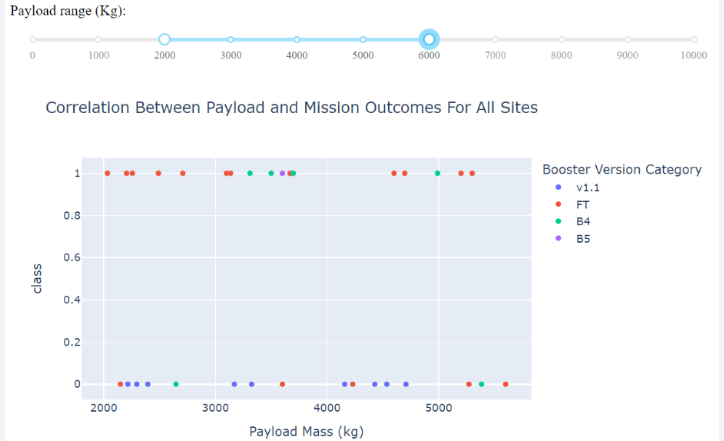 Payload range (Kg):
0 1000 2000 3000 4000 5000 6000 7000 8000 9000 10000
Correlation Between Payload and Mission Outcomes For All Sites
Booster Version Category
v1.1
FT
B4
B5
1
0.8
0.6
0.4
0.2
0
class
2000 3000 4000 5000
Payload Mass (kg)